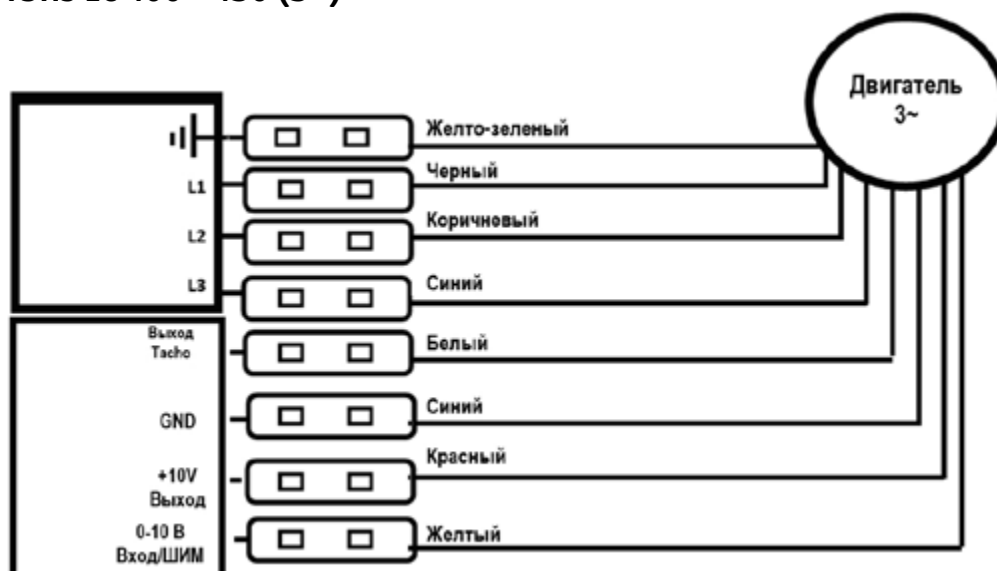 Двигатель
3~
Желто-зеленый
Черный
L1
Коричневый
L2
Синий
L3
Белый
Выход
Tacho
Синий
GND
Красный
+10V
Выход
Желтый
0-10 В
Вход/ШИМ